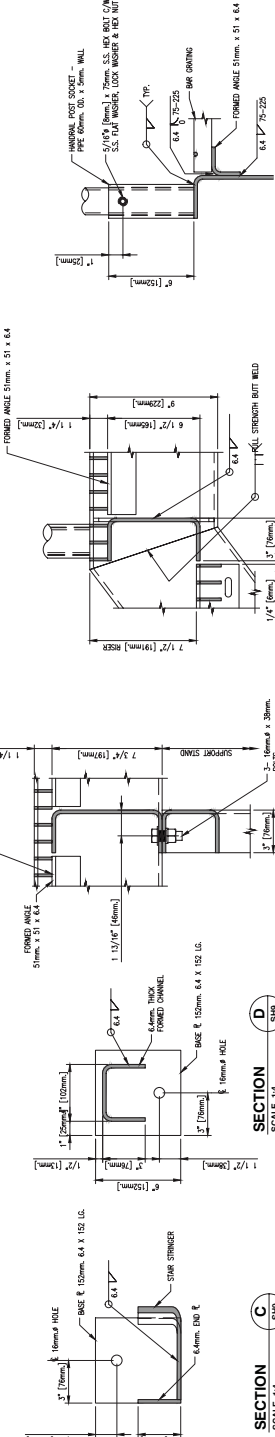 HANDRAIL POST SOCKET -
PIPE 60mm. OD. x 5mm. WALL
5/16"ø [8mm.] x 75mm. S.S. HEX BOLT C/W
S.S. FLAT WASHER, LOCK WASHER & HEX NUT
TYP.
6.4
75-225
0
BAR GRATING
FORMED ANGLE 51mm. x 51 x 6.4
6.4
75-225
1" [25mm.]
6" [152mm.]
FORMED ANGLE 51mm. x 51 x 6.4
1 1/4" [32mm.]
6 1/2" [165mm.]
9" [229mm.]
FULL STRENGTH BUTT WELD
6.4
7 1/2" [191mm.] RISER
3" [76mm.]
1/4" [6mm.]
FORMED ANGLE
51mm. x 51 x 6.4
1 1/4"
7 3/4" [197mm.]
SUPPORT STAND
1 13/16" [46mm.]
3- 16mm.ø x 38mm.
3" [76mm.]
6.4
6.4mm. THICK
FORMED CHANNEL
BASE ℄ 152mm. 6.4 X 152 LG.
℄ 16mm.ø HOLE
4" [102mm.]
1" [25mm.]
3" [76mm.]
1/2" [13mm.]
3" [76mm.]
1 1/2" [38mm.]
6" [152mm.]
SECTION
D
SCALE 1:4
BASE ℄ 152mm. 6.4 X 152 LG.
℄ 16mm.ø HOLE
6.4
STAIR STRINGER
6.4mm. END ℄
3" [76mm.]
SECTION
C
SCALE 1:4